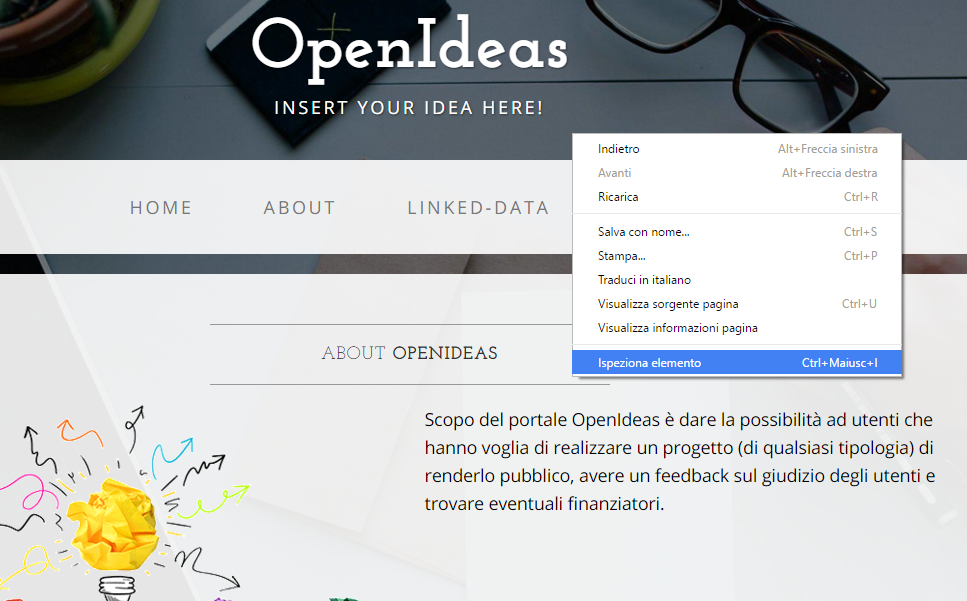 OpenIdeas
INSERT YOUR IDEA HERE!
HOME ABOUT LINKED-DATA
Indietro Alt+Freccia sinistra
Avanti Alt+Freccia destra
Ricarica Ctrl+R
Salva con nome... Ctrl+S
Stampa... Ctrl+P
Traduci in italiano
Visualizza sorgente pagina Ctrl+U
Visualizza informazioni pagina
Ispeziona elemento Ctrl+Maiusc+I
ABOUT OPENIDEAS
Scopo del portale OpenIdeas è dare la possibilità ad utenti che
hanno voglia di realizzare un progetto (di qualsiasi tipologia) di
renderlo pubblico, avere un feedback sul giudizio degli utenti e
trovare eventuali finanziatori.